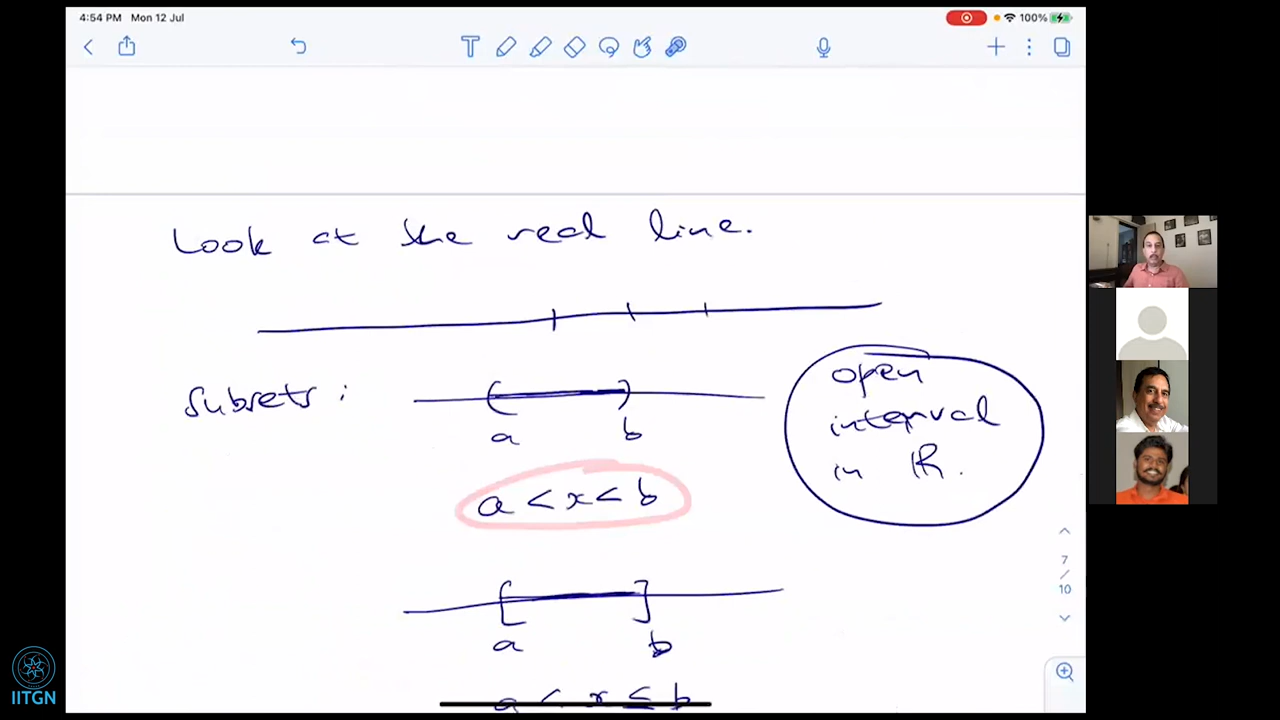 4:54 PM Mon 12 Jul
100%
Look at the real line.
Subsets :
a b
a < x < b
open
interval
in ℝ.
a b
a < x ≤ b
7
/
10
IITGN